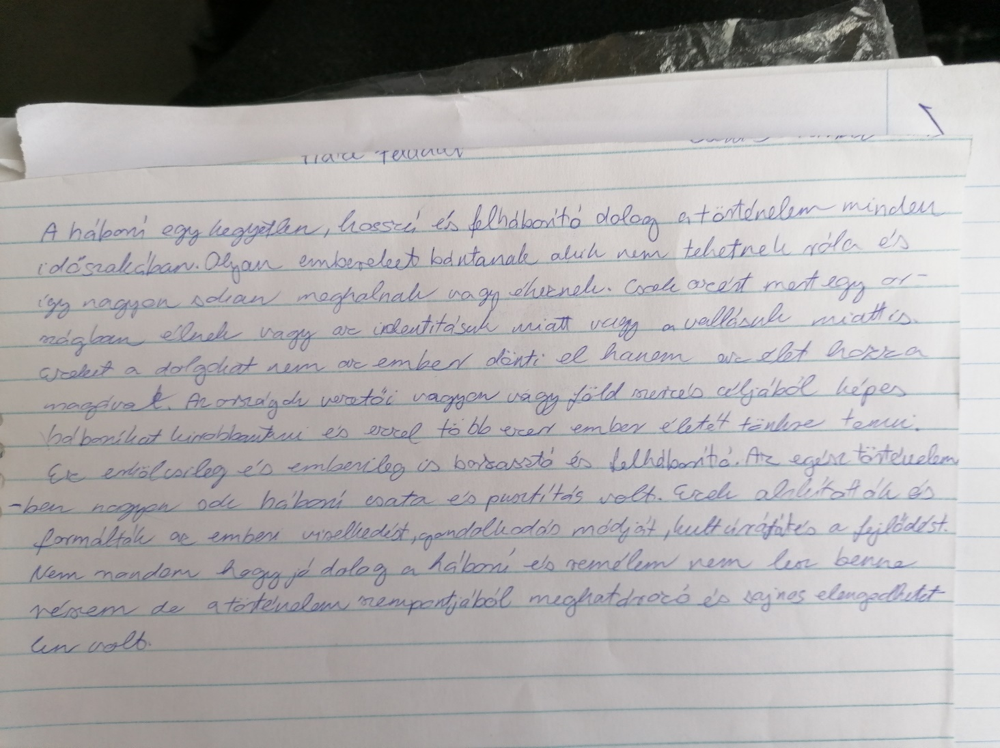 A háború egy kegyetlen, hosszú és felháborító dolog a történelem minden
időszakában. Olyan embereket bántanak akik nem tehetnek róla és
így nagyon sokan meghalnak vagy éheznek. Csak azért mert egy or-
szágban élnek vagy az identitásuk miatt vagy a vallásuk miatt is.
ezeket a dolgokat nem az ember dönti el hanem az élet hozza
magával. Az országok vezetői vagyon vagy föld szerzés céljából képes
háborúkat kirobbantani és ezzel több ezer ember életét tönkre tenni.
Ez erkölcsileg és emberileg is borzasztó és felháborító. Az egész történelem
-ben nagyon sok háború csata és pusztítás volt. Ezek alakították és
formálták az emberi viselkedést, gondolkodás módját, kultúráját és a fejlődést.
Nem mondom hogy jó dolog a háború és remélem nem lesz benne
részem de a történelem szempontjából meghatározó és sajnos elengedhetet
len volt.